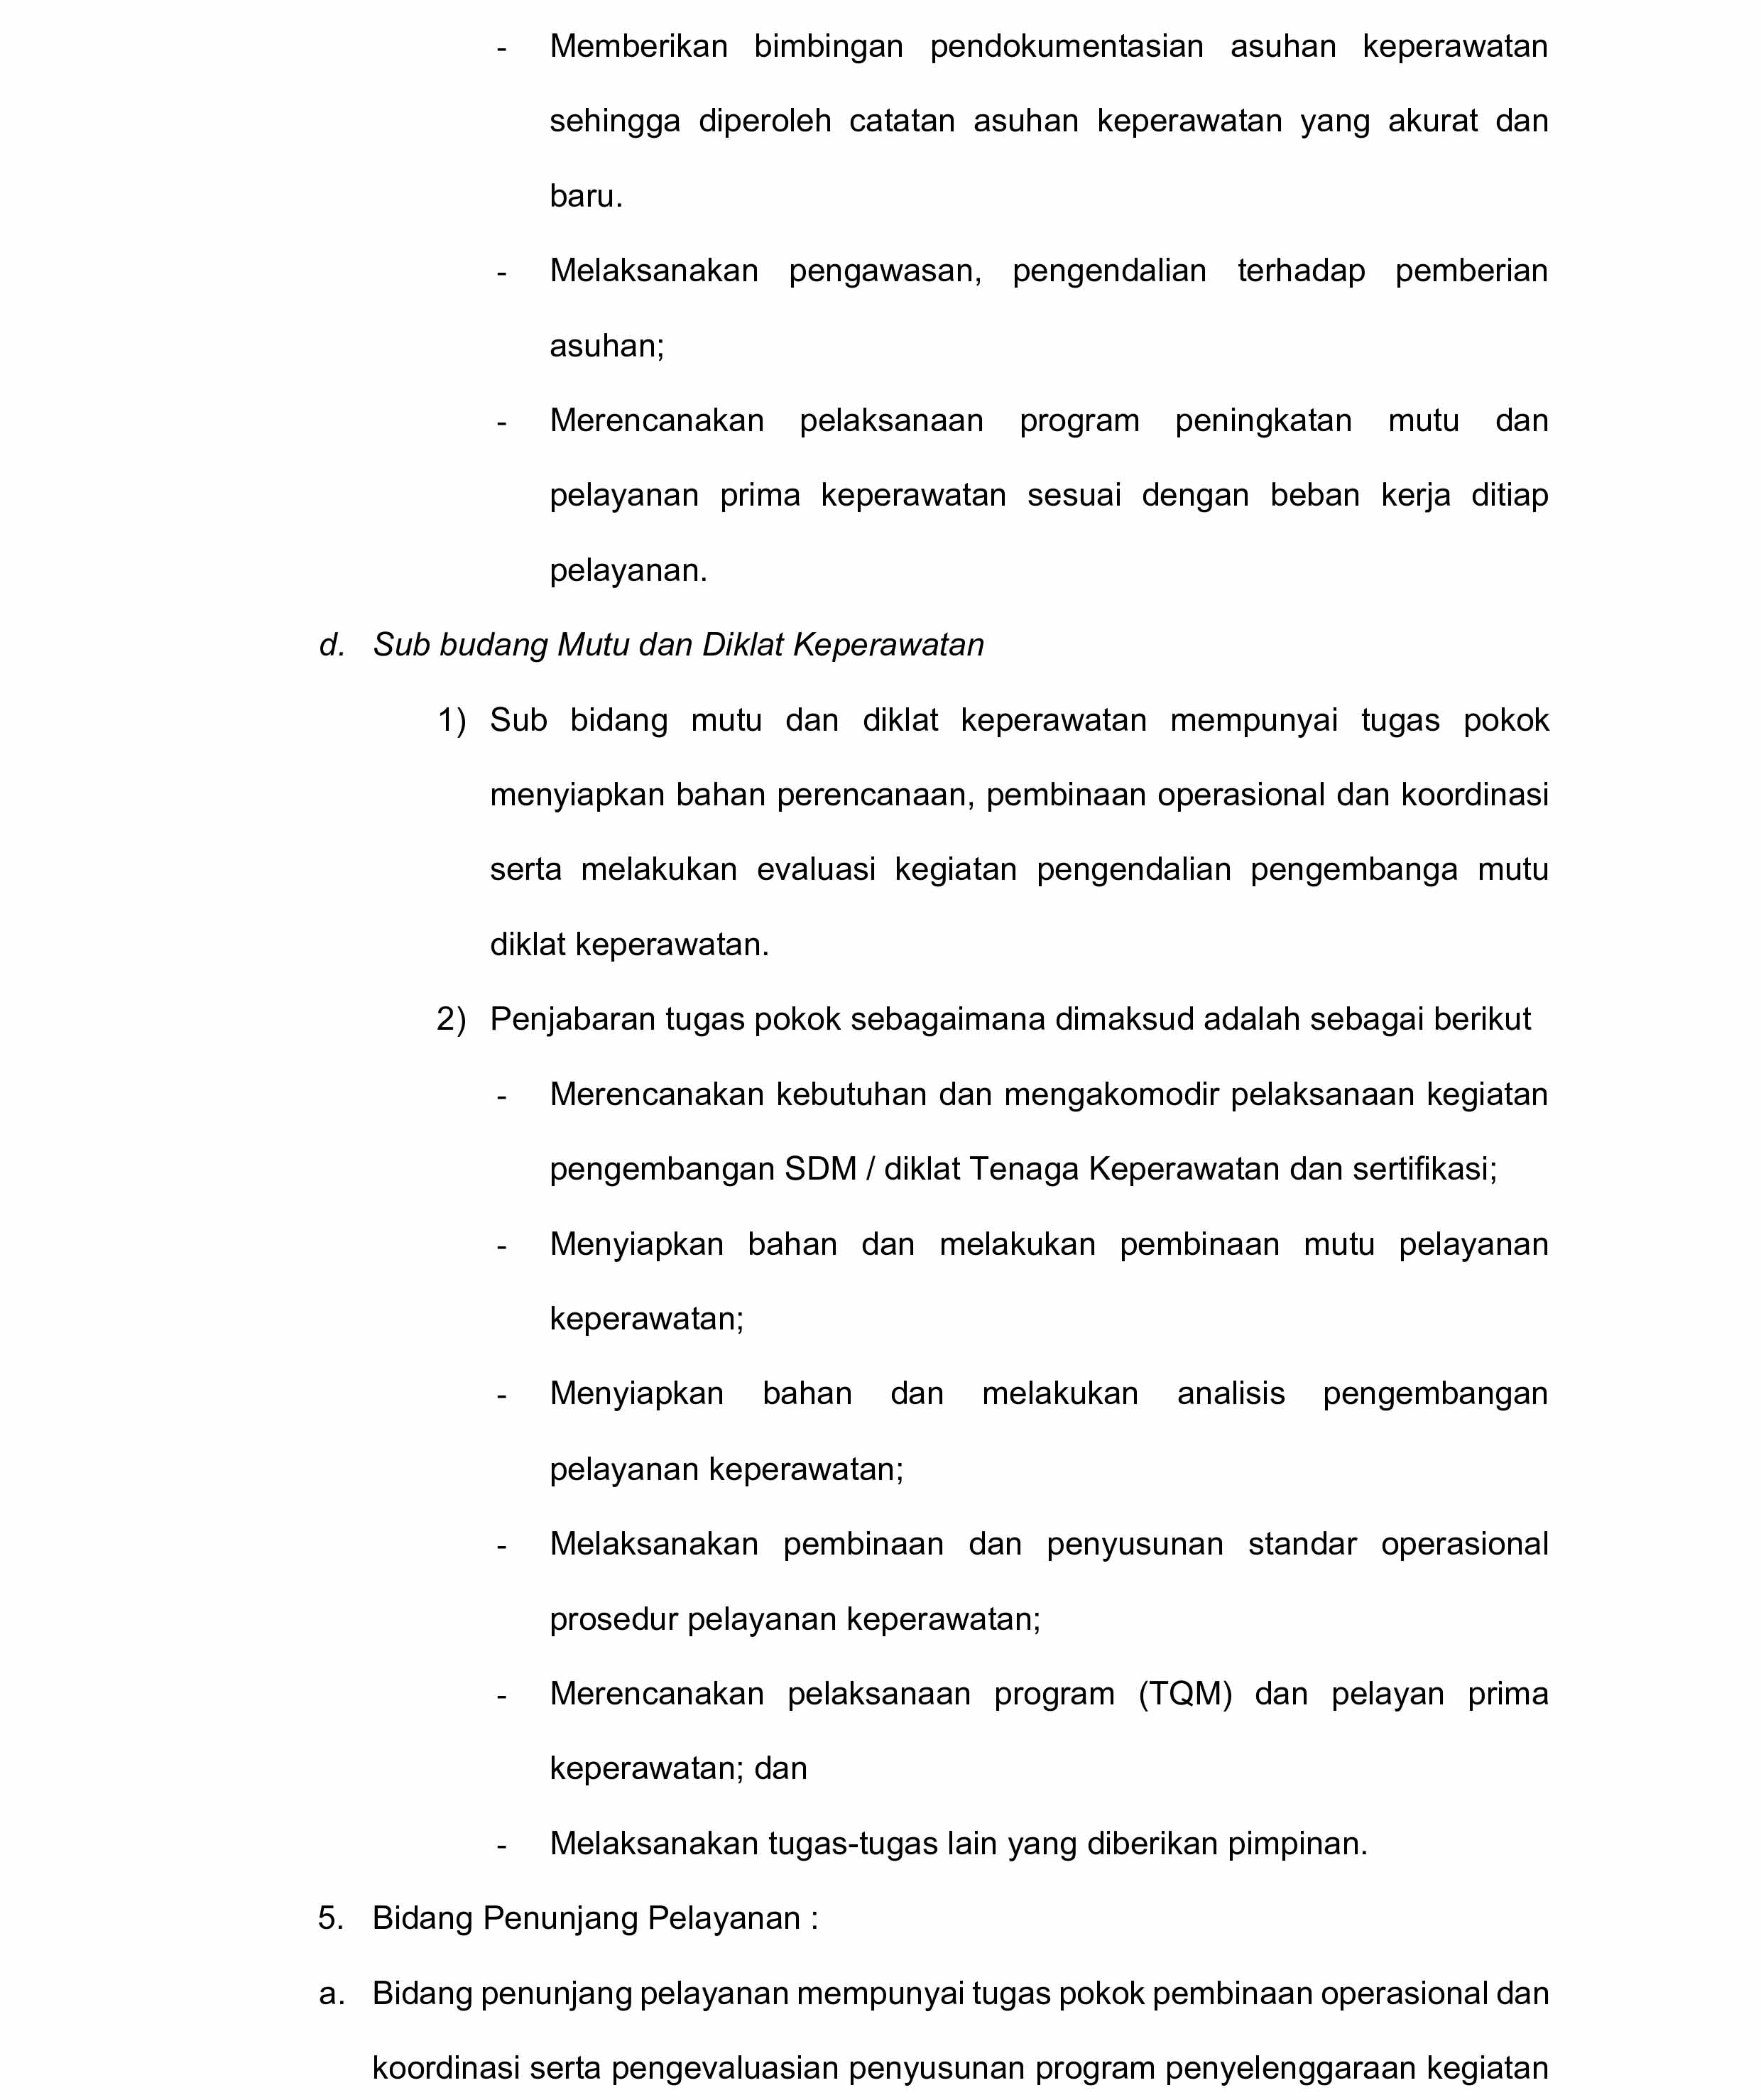 - Memberikan bimbingan pendokumentasian asuhan keperawatan
sehingga diperoleh catatan asuhan keperawatan yang akurat dan
baru.
- Melaksanakan pengawasan, pengendalian terhadap pemberian
asuhan;
- Merencanakan pelaksanaan program peningkatan mutu dan
pelayanan prima keperawatan sesuai dengan beban kerja ditiap
pelayanan.
d. Sub budang Mutu dan Diklat Keperawatan
1) Sub bidang mutu dan diklat keperawatan mempunyai tugas pokok
menyiapkan bahan perencanaan, pembinaan operasional dan koordinasi
serta melakukan evaluasi kegiatan pengendalian pengembanga mutu
diklat keperawatan.
2) Penjabaran tugas pokok sebagaimana dimaksud adalah sebagai berikut
- Merencanakan kebutuhan dan mengakomodir pelaksanaan kegiatan
pengembangan SDM / diklat Tenaga Keperawatan dan sertifikasi;
- Menyiapkan bahan dan melakukan pembinaan mutu pelayanan
keperawatan;
- Menyiapkan bahan dan melakukan analisis pengembangan
pelayanan keperawatan;
- Melaksanakan pembinaan dan penyusunan standar operasional
prosedur pelayanan keperawatan;
- Merencanakan pelaksanaan program (TQM) dan pelayan prima
keperawatan; dan
- Melaksanakan tugas-tugas lain yang diberikan pimpinan.
5. Bidang Penunjang Pelayanan :
a. Bidang penunjang pelayanan mempunyai tugas pokok pembinaan operasional dan
koordinasi serta pengevaluasian penyusunan program penyelenggaraan kegiatan